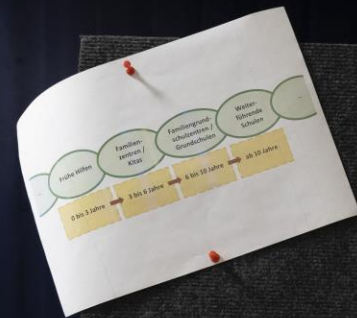 Frühe Hilfen
Familien-
zentren /
Kitas
Familiengrund-
schulzentren /
Grundschulen
Weiter-
führende
Schulen
0 bis 3 Jahre
3 bis 6 Jahre
6 bis 10 Jahre
ab 10 Jahre